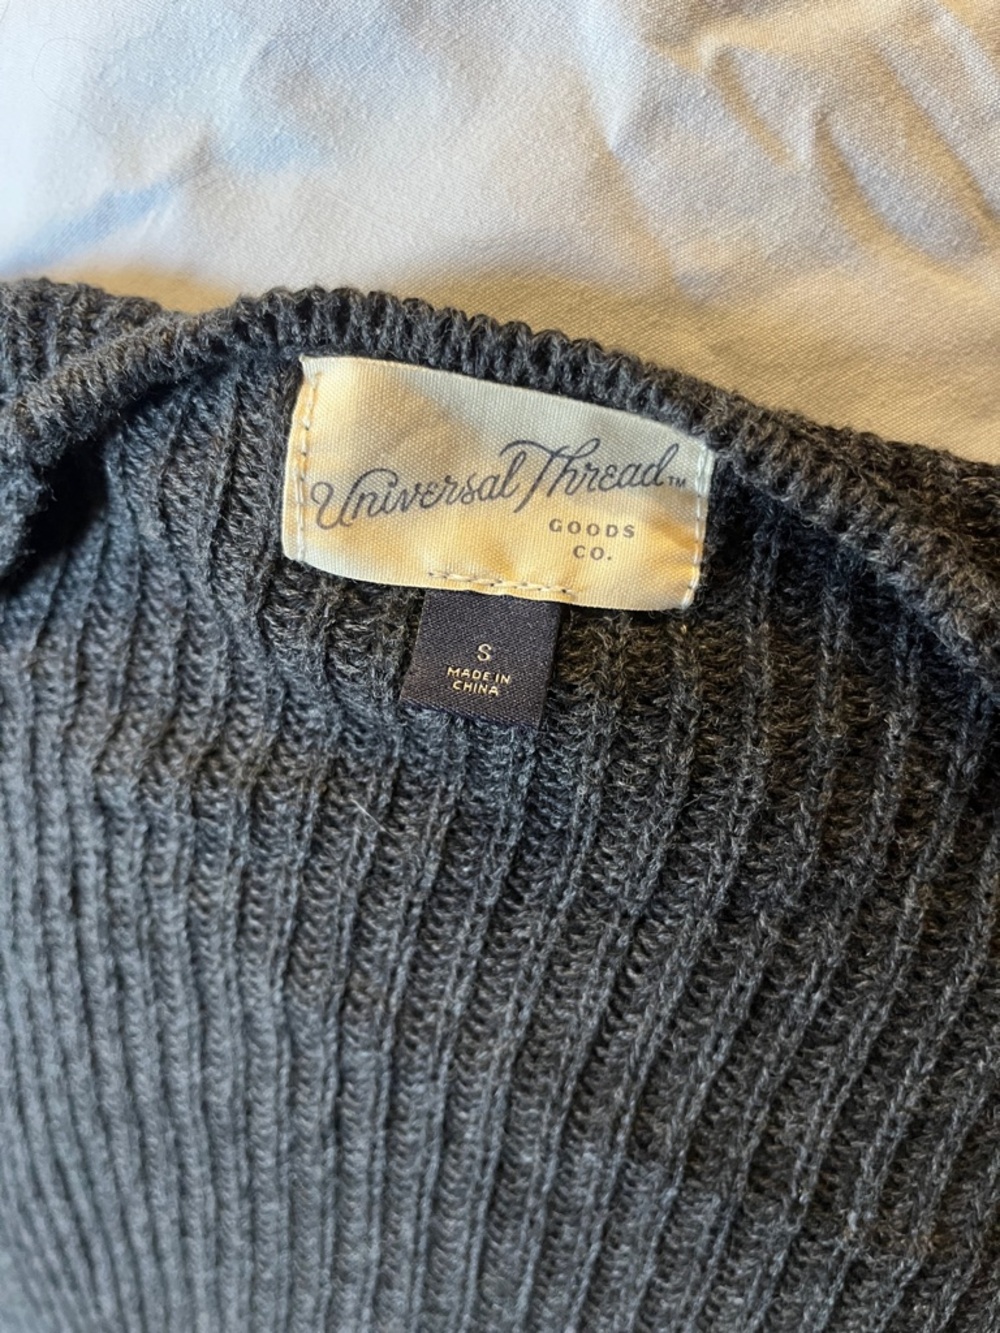 Universal Thread™
GOODS
CO.
S
MADE IN
CHINA